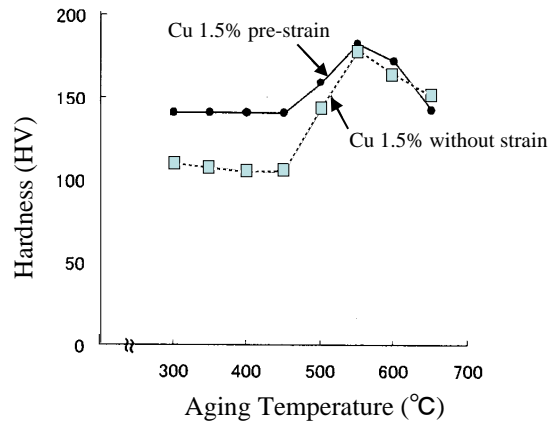 200
Cu 1.5% pre-strain
150
Cu 1.5% without strain
100
50
0
300 400 500 600 700
Hardness (HV)
Aging Temperature (℃)